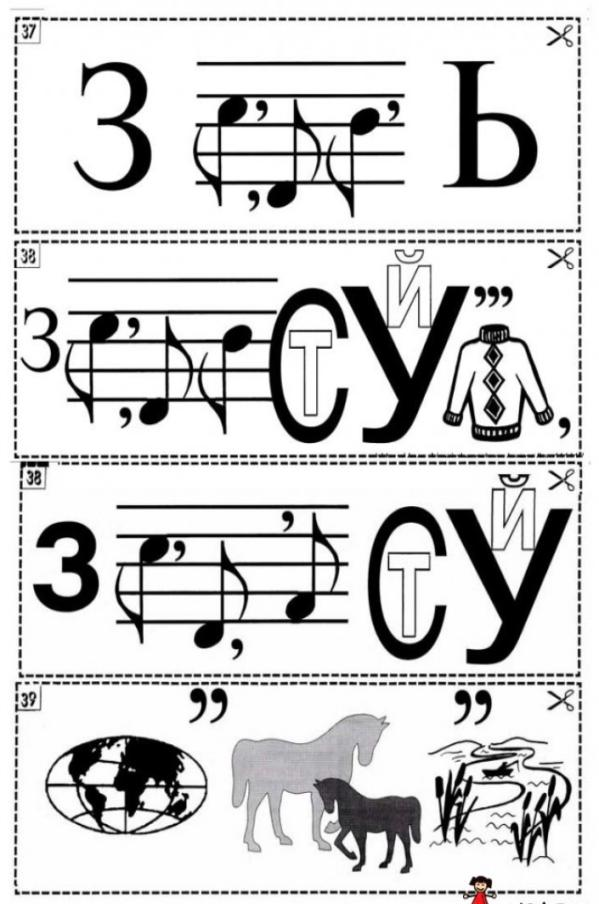 37
З , , , Ь
38
З , , С Т У Й ,,, ,
38
З , , , С Т У Й
39
,, ,,